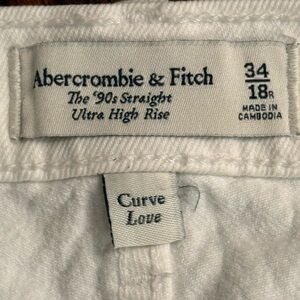 Abercrombie & Fitch
The '90s Straight
Ultra High Rise
34
18R
MADE IN
CAMBODIA
Curve
Love